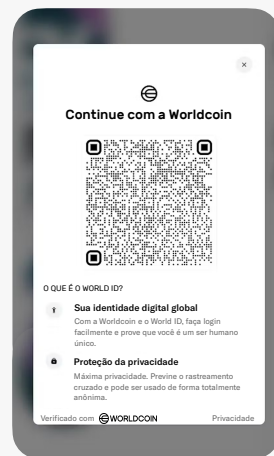 Continue com a Worldcoin
O QUE É O WORLD ID?
Sua identidade digital global
Com a Worldcoin e o World ID, faça login
facilmente e prove que você é um ser humano
único.
Proteção da privacidade
Máxima privacidade. Previne o rastreamento
cruzado e pode ser usado de forma totalmente
anônima.
Verificado com WORLDCOIN Privacidade